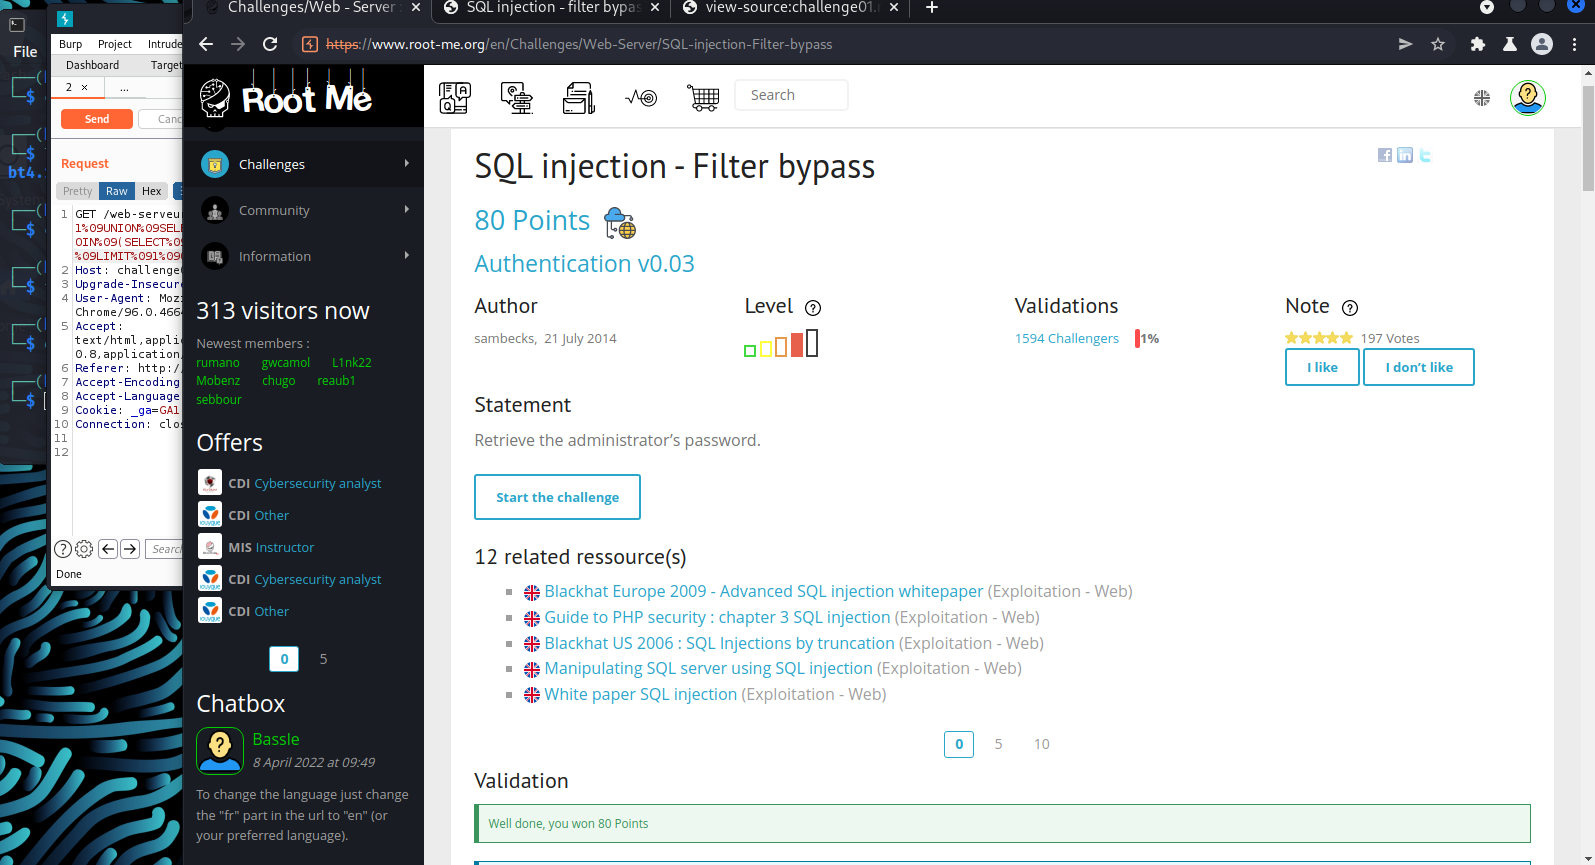 File
Burp Project Intrude
Dashboard Target
2 × ...
Send Canc
Request
Pretty Raw Hex
1 GET /web-serveur
1%09UNION%09SELE
OIN%09(SELECT%09
%09LIMIT%091%09
2 Host: challenge
3 Upgrade-Insecure
4 User-Agent: Mozi
Chrome/96.0.4664
5 Accept:
text/html,applic
0.8,application/
6 Referer: http://
7 Accept-Encoding
8 Accept-Language
9 Cookie: _ga=GA1
10 Connection: clos
11
12
Search
Done
bt4.
Challenges/Web - Server ×
SQL injection - filter bypas ×
view-source:challenge01.r ×
https://www.root-me.org/en/Challenges/Web-Server/SQL-injection-Filter-bypass
Root Me
Search
Challenges
Community
Information
313 visitors now
Newest members :
rumano gwcamol L1nk22
Mobenz chugo reaub1
sebbour
Offers
CDI Cybersecurity analyst
CDI Other
MIS Instructor
CDI Cybersecurity analyst
CDI Other
0 5
Chatbox
Bassle
8 April 2022 at 09:49
To change the language just change
the "fr" part in the url to "en" (or
your preferred language).
SQL injection - Filter bypass
80 Points
Authentication v0.03
Author Level Validations Note
sambecks, 21 July 2014 1594 Challengers 1% 197 Votes
I like I don't like
Statement
Retrieve the administrator's password.
Start the challenge
12 related ressource(s)
Blackhat Europe 2009 - Advanced SQL injection whitepaper (Exploitation - Web)
Guide to PHP security : chapter 3 SQL injection (Exploitation - Web)
Blackhat US 2006 : SQL Injections by truncation (Exploitation - Web)
Manipulating SQL server using SQL injection (Exploitation - Web)
White paper SQL injection (Exploitation - Web)
0 5 10
Validation
Well done, you won 80 Points